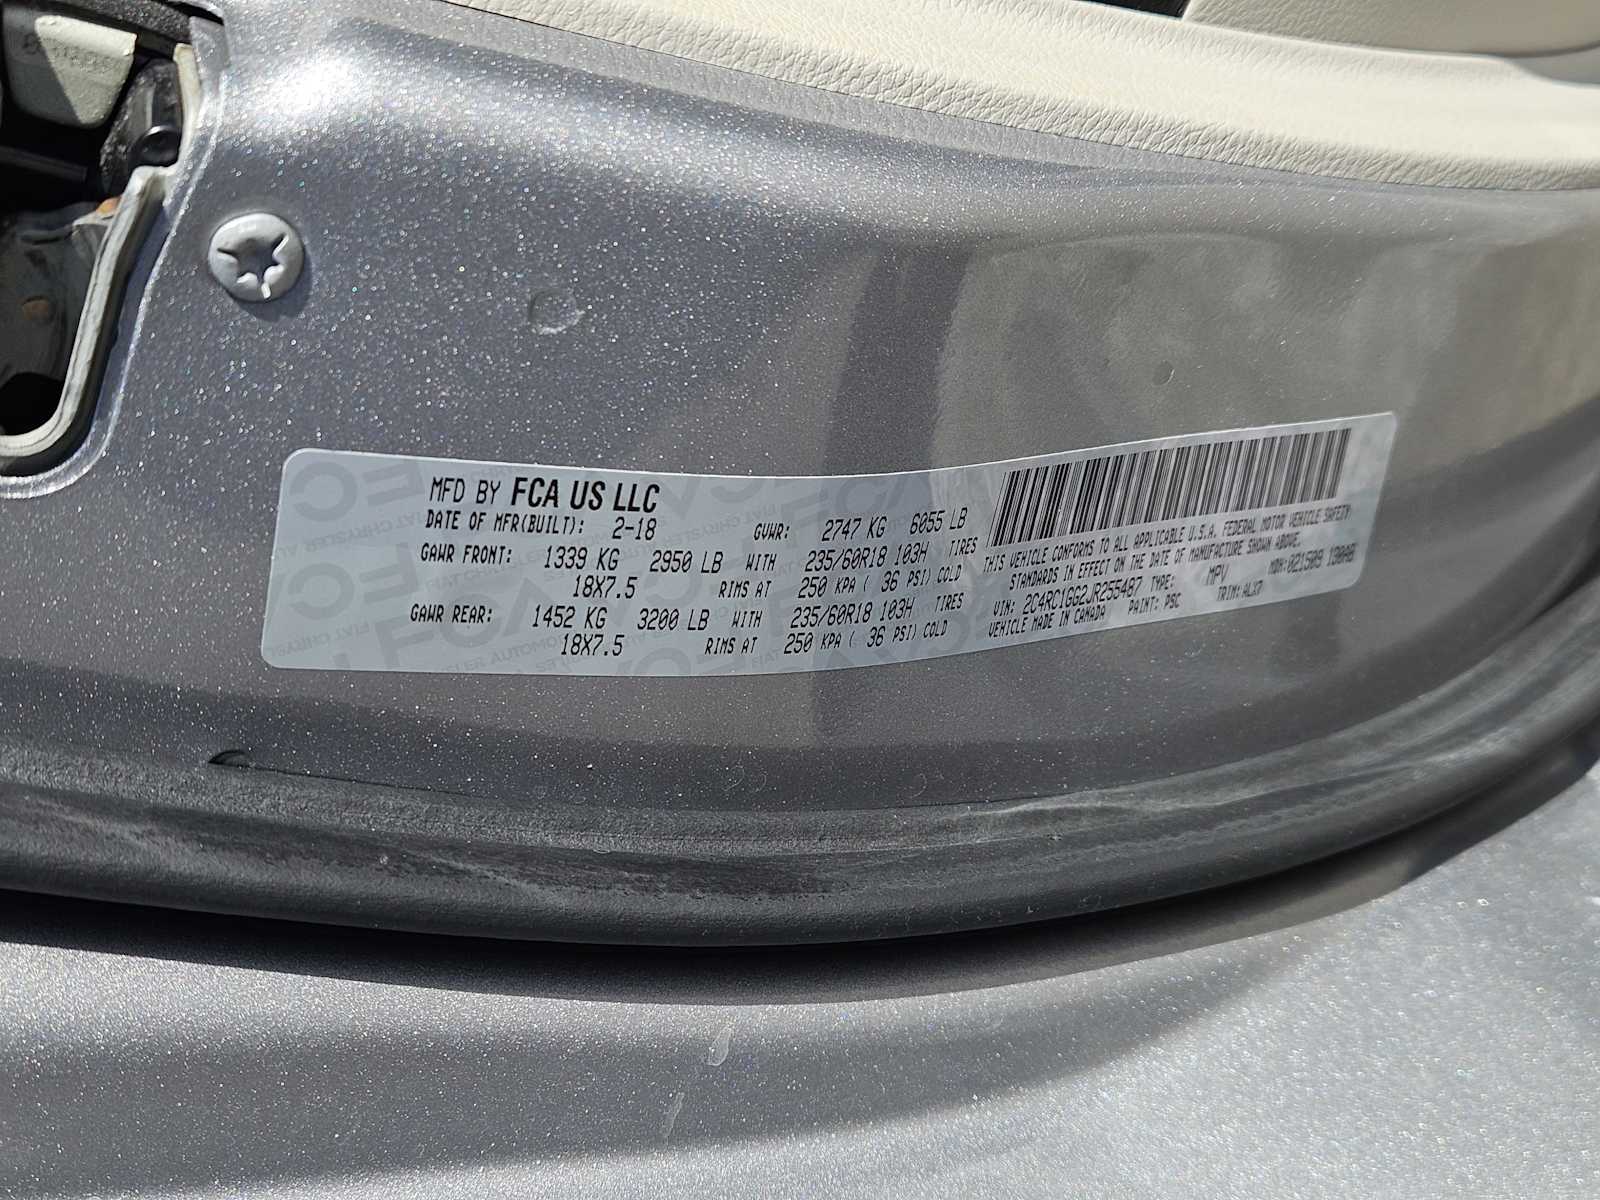 MFD BY FCA US LLC
DATE OF MFR(BUILT): 2-18 GVWR: 2747 KG 6055 LB
GAWR FRONT: 1339 KG 2950 LB WITH 235/60R18 103H TIRES
18X7.5 RIMS AT 250 KPA ( 36 PSI) COLD
GAWR REAR: 1452 KG 3200 LB WITH 235/60R18 103H TIRES
18X7.5 RIMS AT 250 KPA ( 36 PSI) COLD
THIS VEHICLE CONFORMS TO ALL APPLICABLE U.S.A. FEDERAL MOTOR VEHICLE SAFETY
STANDARDS IN EFFECT ON THE DATE OF MANUFACTURE SHOWN ABOVE.
VIN: 2C4RC1GG2JR255487 TYPE: MPV MDH:021509 190AB
VEHICLE MADE IN CANADA PAINT: PSC TRIM: ALX7